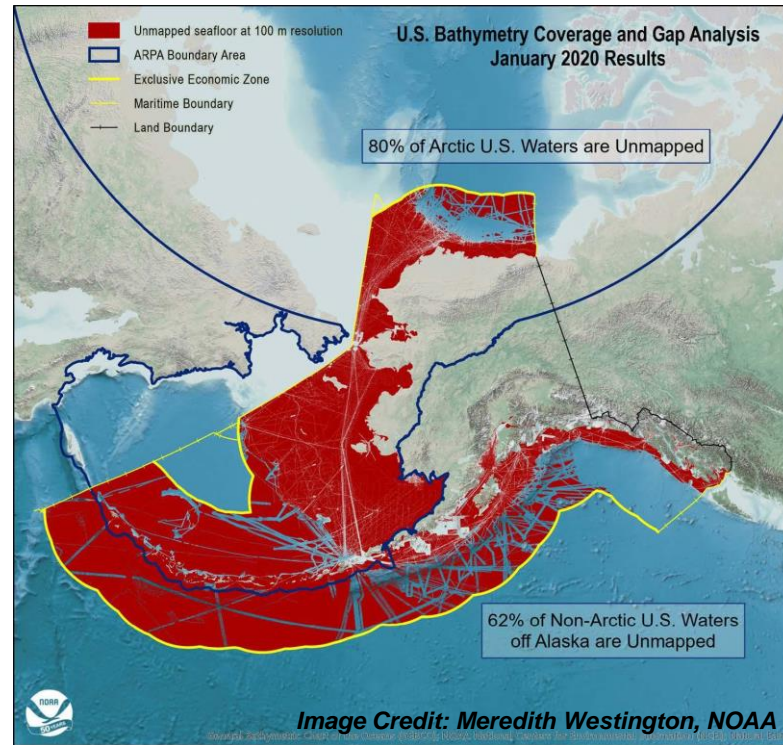 Unmapped seafloor at 100 m resolution
ARPA Boundary Area
Exclusive Economic Zone
Maritime Boundary
Land Boundary
U.S. Bathymetry Coverage and Gap Analysis
January 2020 Results
80% of Arctic U.S. Waters are Unmapped
62% of Non-Arctic U.S. Waters
off Alaska are Unmapped
NOAA
50 YEARS
Image Credit: Meredith Westington, NOAA